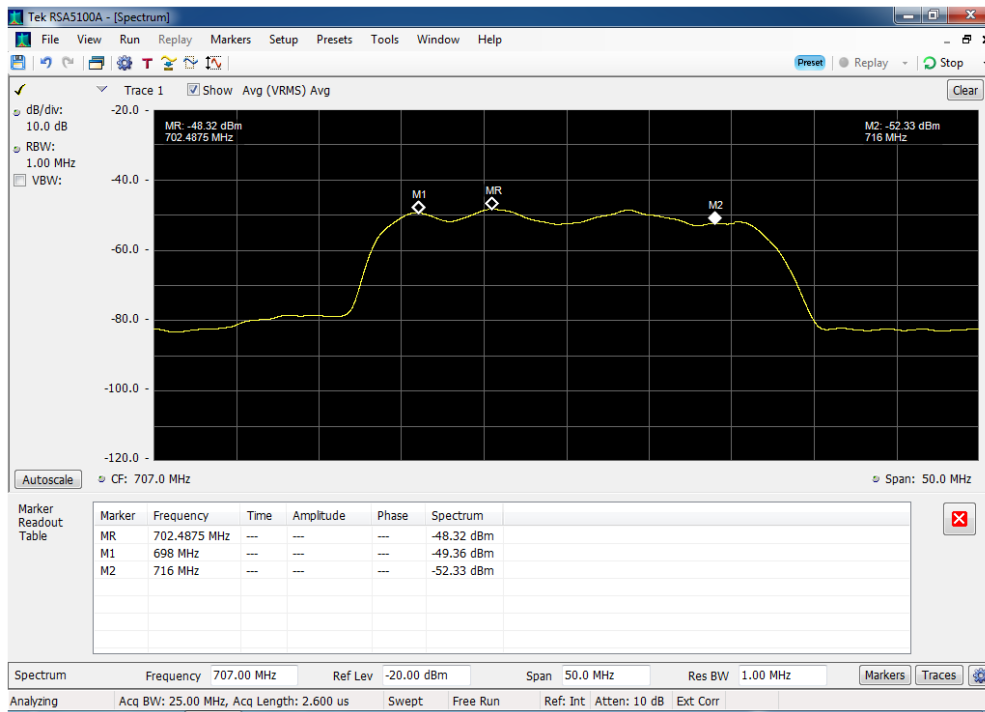 Tek RSA5100A - [Spectrum]
File View Run Replay Markers Setup Presets Tools Window Help
T Preset Replay Stop
Trace 1 Show Avg (VRMS) Avg Clear
dB/div:
10.0 dB
RBW:
1.00 MHz
VBW:
-20.0 -
MR: -48.32 dBm
702.4875 MHz
M2: -52.33 dBm
716 MHz
-40.0 -
M1 MR M2
-60.0 -
-80.0 -
-100.0 -
-120.0 -
Autoscale CF: 707.0 MHz Span: 50.0 MHz
Marker
Readout
Table
Marker Frequency Time Amplitude Phase Spectrum
MR 702.4875 MHz --- --- --- -48.32 dBm
M1 698 MHz --- --- --- -49.36 dBm
M2 716 MHz --- --- --- -52.33 dBm
Spectrum Frequency 707.00 MHz Ref Lev -20.00 dBm Span 50.0 MHz Res BW 1.00 MHz Markers Traces
Analyzing Acq BW: 25.00 MHz, Acq Length: 2.600 us Swept Free Run Ref: Int Atten: 10 dB Ext Corr